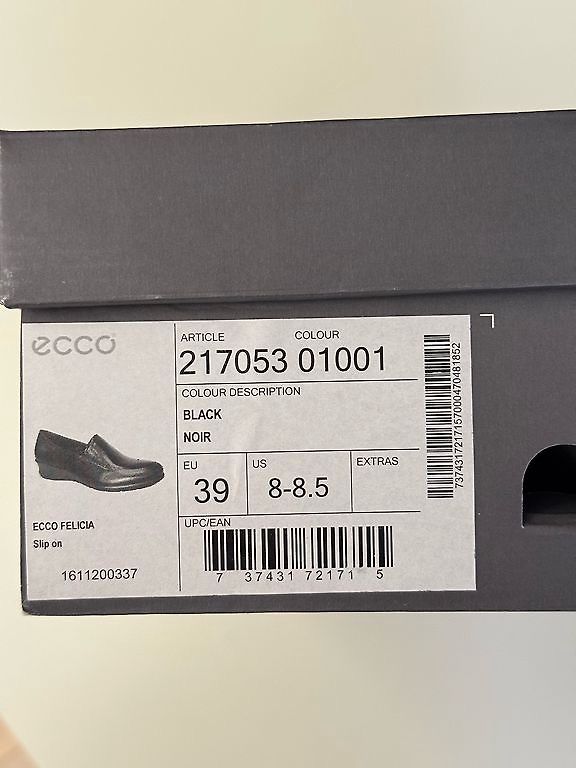 ecco
ARTICLE COLOUR
217053 01001
COLOUR DESCRIPTION
BLACK
NOIR
EU
39
US
8-8.5
EXTRAS
ECCO FELICIA
Slip on
1611200337
UPC/EAN
7 37431 72171 5
737431721715700047048​1852